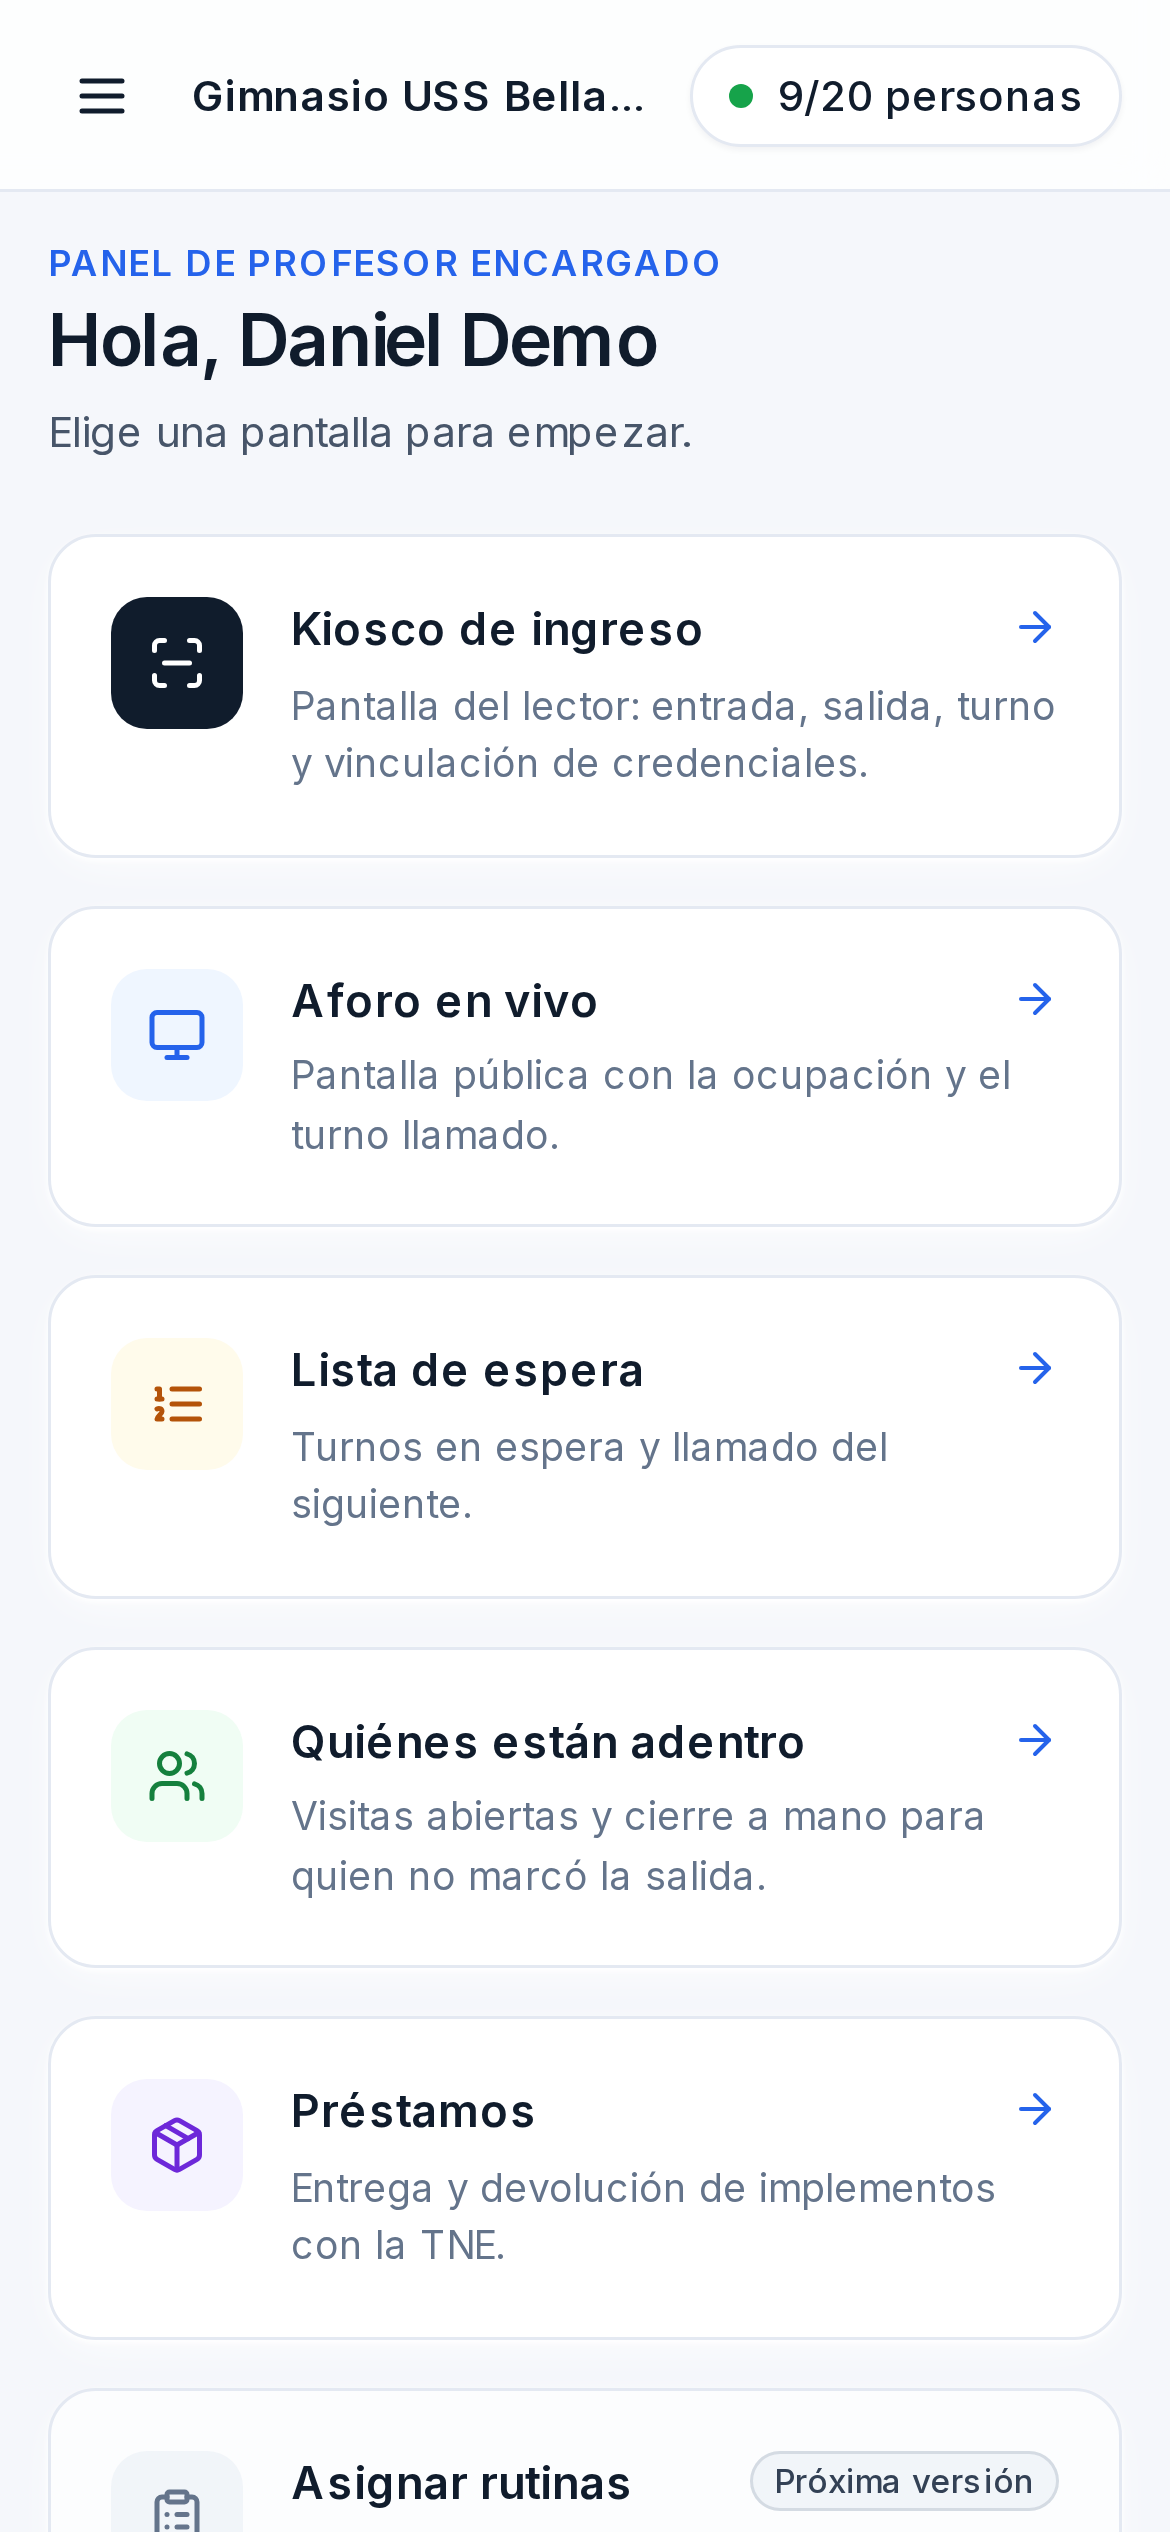 Gimnasio USS Bella...
9/20 personas
PANEL DE PROFESOR ENCARGADO
Hola, Daniel Demo
Elige una pantalla para empezar.
Kiosco de ingreso
Pantalla del lector: entrada, salida, turno
y vinculación de credenciales.
Aforo en vivo
Pantalla pública con la ocupación y el
turno llamado.
Lista de espera
Turnos en espera y llamado del
siguiente.
Quiénes están adentro
Visitas abiertas y cierre a mano para
quien no marcó la salida.
Préstamos
Entrega y devolución de implementos
con la TNE.
Asignar rutinas
Próxima versión